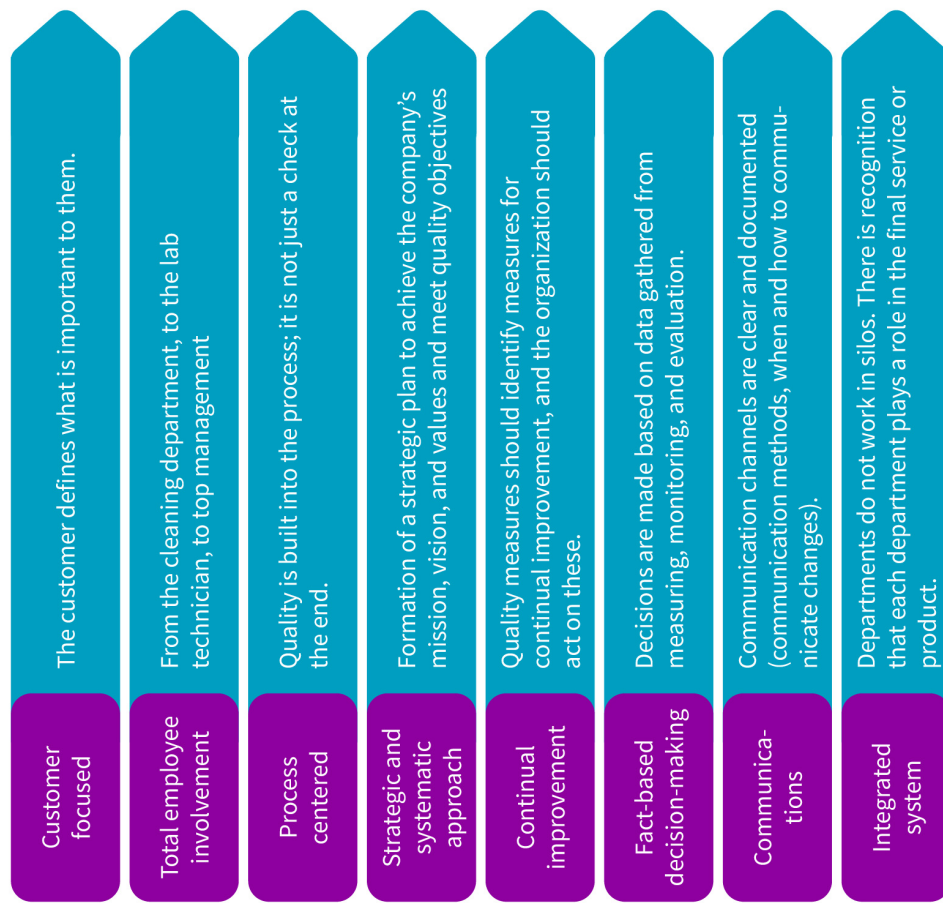 Customer
focused
The customer defines what is important to them.
Total employee
involvement
From the cleaning department, to the lab
technician, to top management
Process
centered
Quality is built into the process; it is not just a check at
the end.
Strategic and
systematic
approach
Formation of a strategic plan to achieve the company’s
mission, vision, and values and meet quality objectives
Continual
improvement
Quality measures should identify measures for
continual improvement, and the organization should
act on these.
Fact-based
decision-making
Decisions are made based on data gathered from
measuring, monitoring, and evaluation.
Communica-
tions
Communication channels are clear and documented
(communication methods, when and how to commu-
nicate changes).
Integrated
system
Departments do not work in silos. There is recognition
that each department plays a role in the final service or
product.